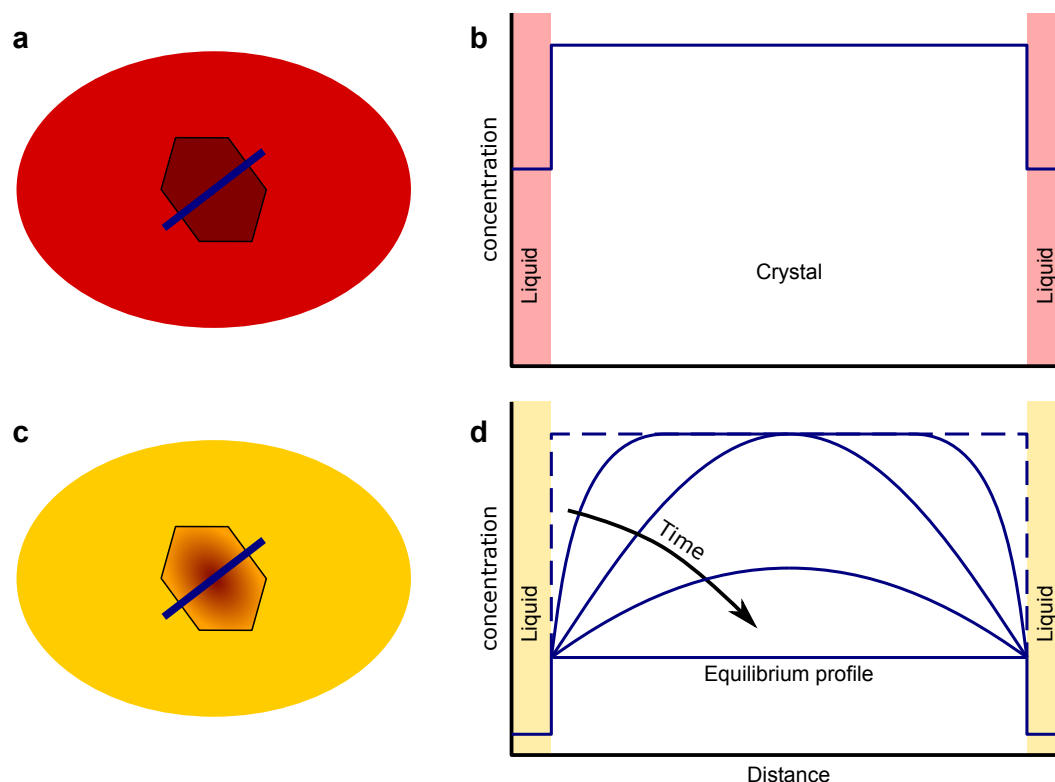 a
b
concentration
Liquid
Crystal
Liquid
c
d
concentration
Liquid
Time
Liquid
Equilibrium profile
Distance